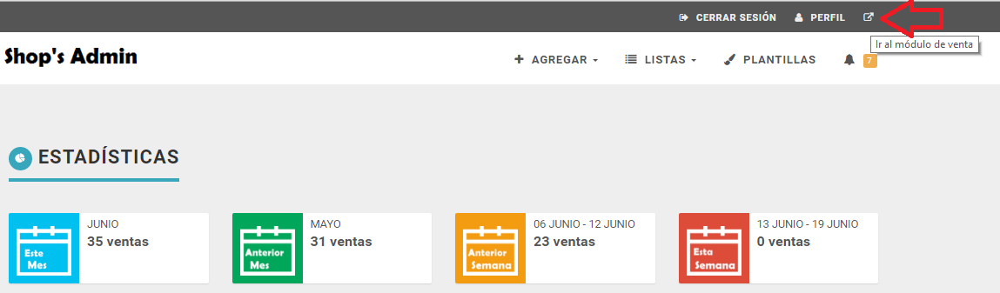 CERRAR SESIÓN PERFIL
Ir al módulo de venta
Shop's Admin
AGREGAR LISTAS PLANTILLAS 7
ESTADÍSTICAS
Este
Mes
JUNIO
35 ventas
Anterior
Mes
MAYO
31 ventas
Anterior
Semana
06 JUNIO - 12 JUNIO
23 ventas
Esta
Semana
13 JUNIO - 19 JUNIO
0 ventas